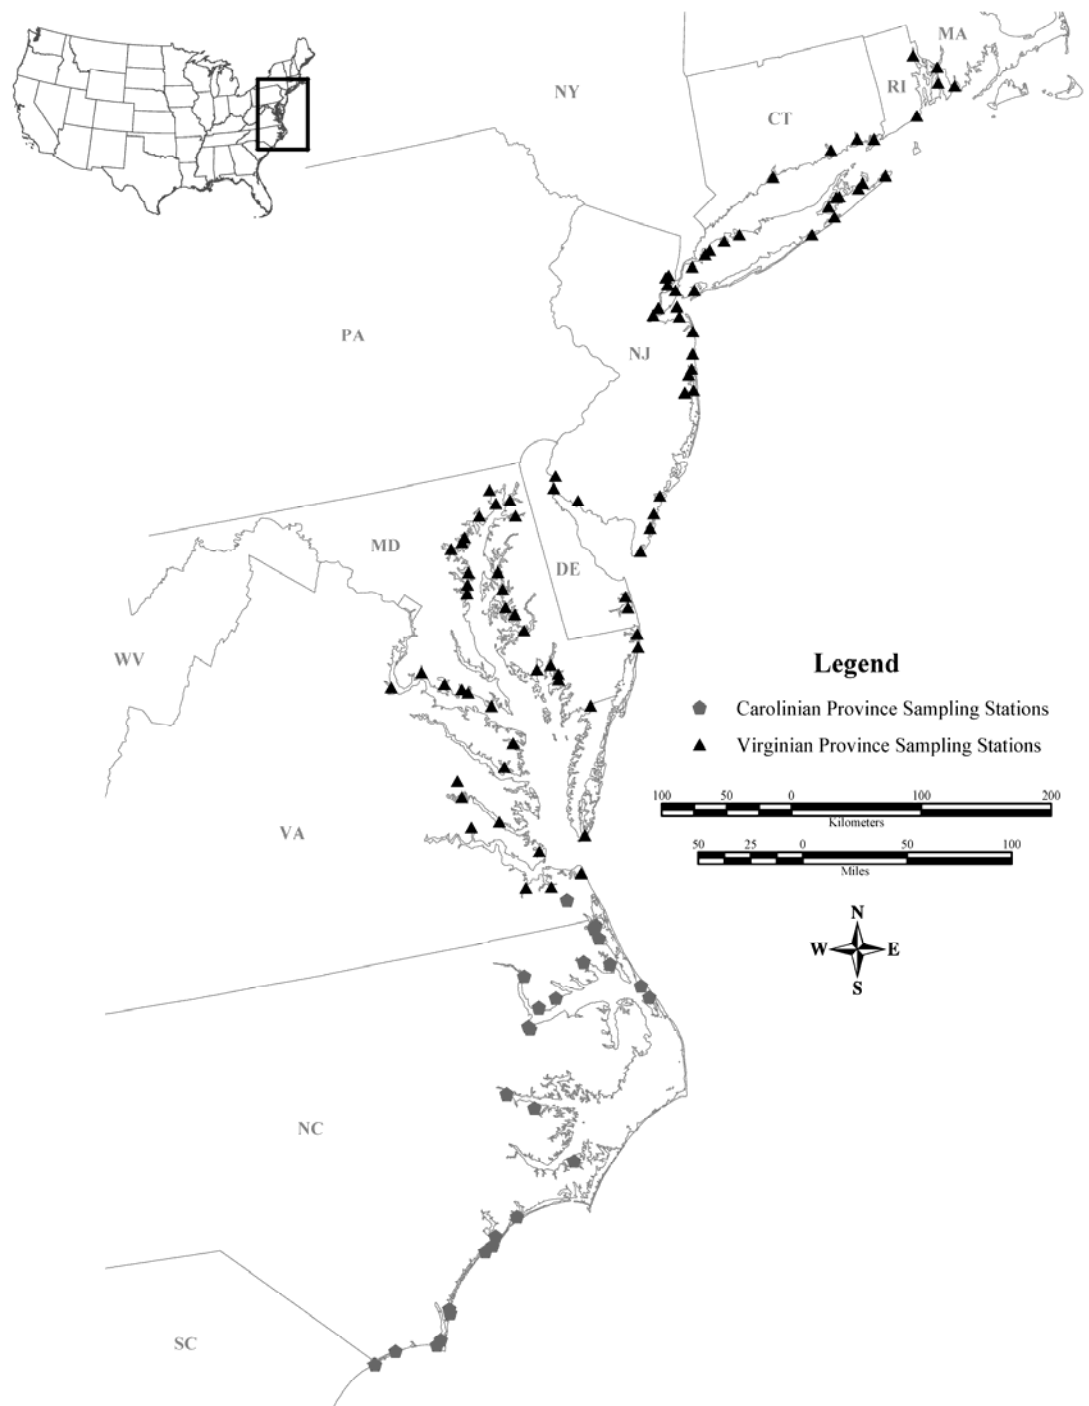 MA
NY
RI
CT
PA
NJ
MD
DE
WV
Legend
Carolinian Province Sampling Stations
Virginian Province Sampling Stations
100 50 0 100 200
Kilometers
VA
50 25 0 50 100
Miles
N
W E
S
NC
SC